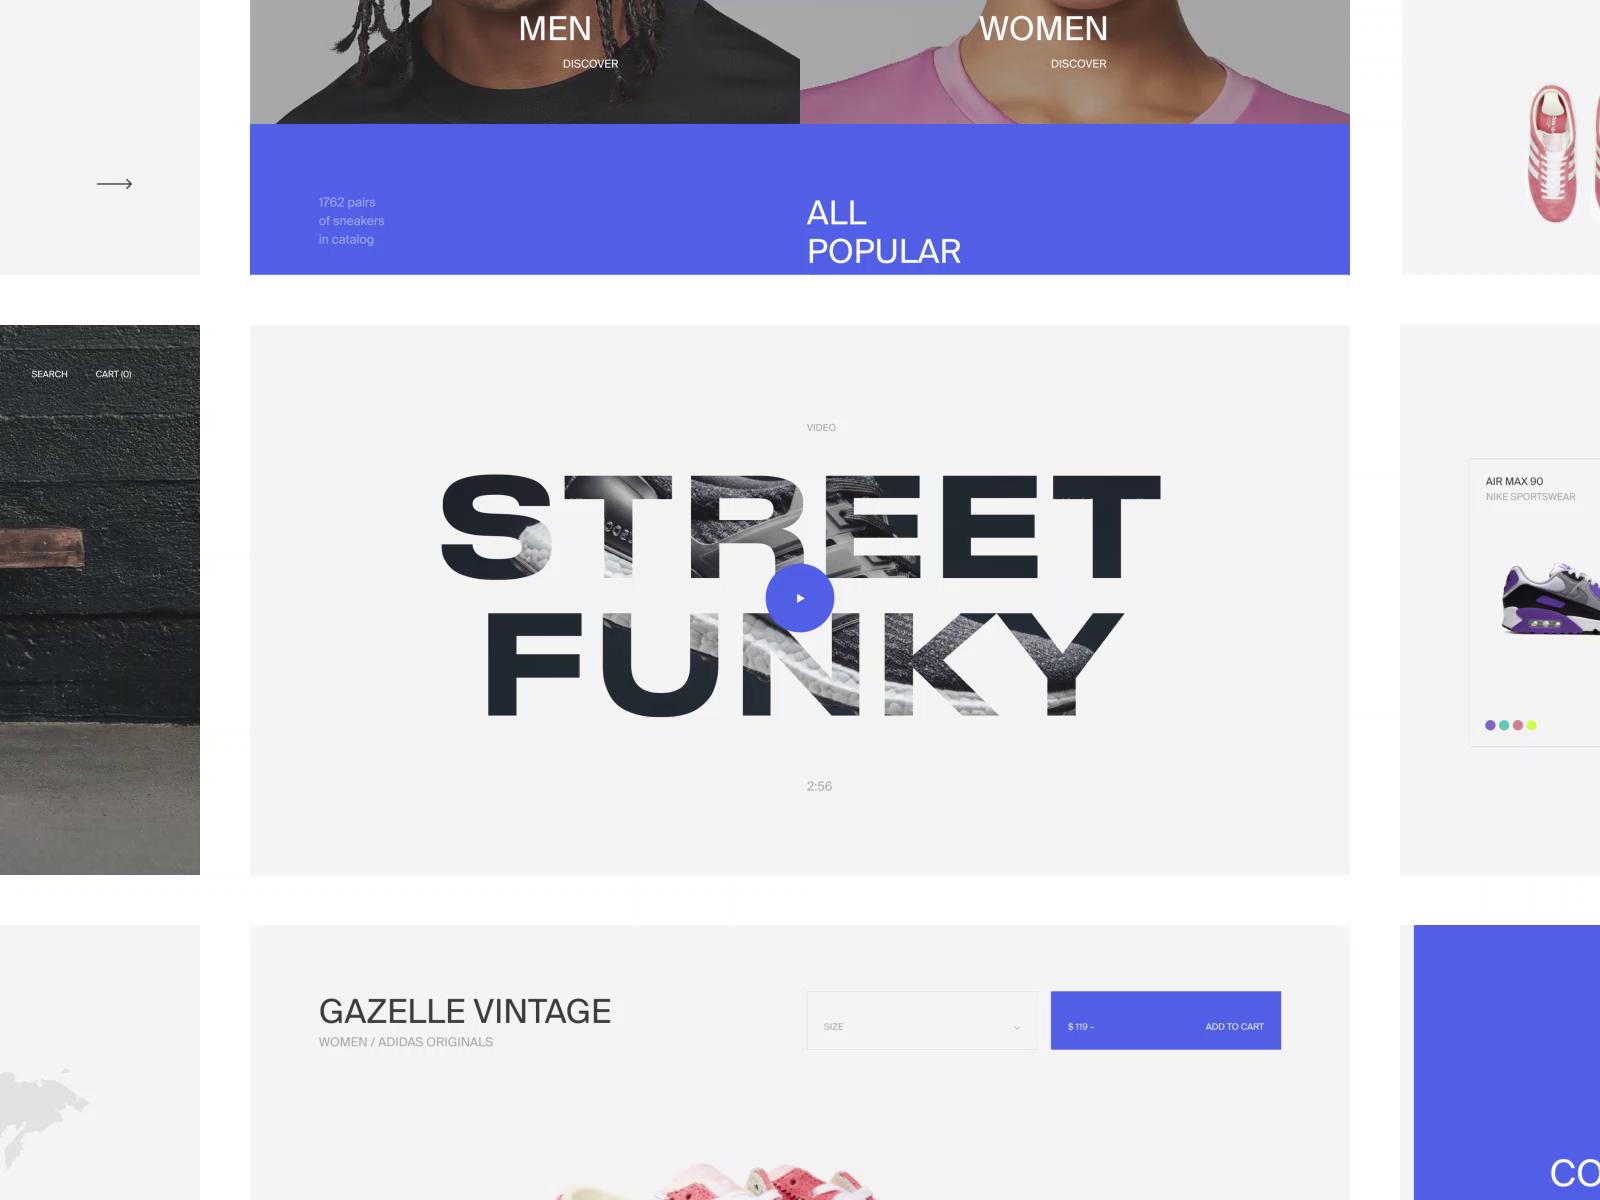 MEN
DISCOVER
WOMEN
DISCOVER
1762 pairs
of sneakers
in catalog
ALL
POPULAR
SEARCH
CART (0)
VIDEO
STREET
FUNKY
2:56
AIR MAX 90
NIKE SPORTSWEAR
GAZELLE VINTAGE
WOMEN / ADIDAS ORIGINALS
SIZE
$ 119 –
ADD TO CART
CO